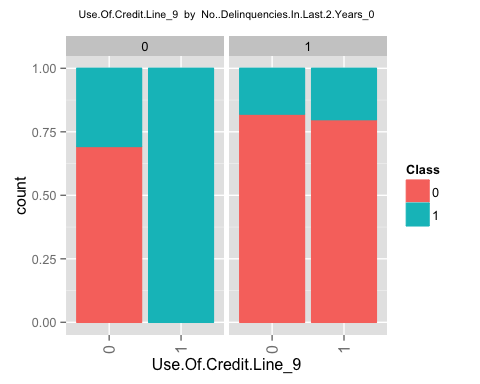 Use.Of.Credit.Line_9 by No..Delinquencies.In.Last.2.Years_0
0 1
1.00
0.75
0.50
0.25
0.00
count
0 1 0 1
Use.Of.Credit.Line_9
Class
0
1